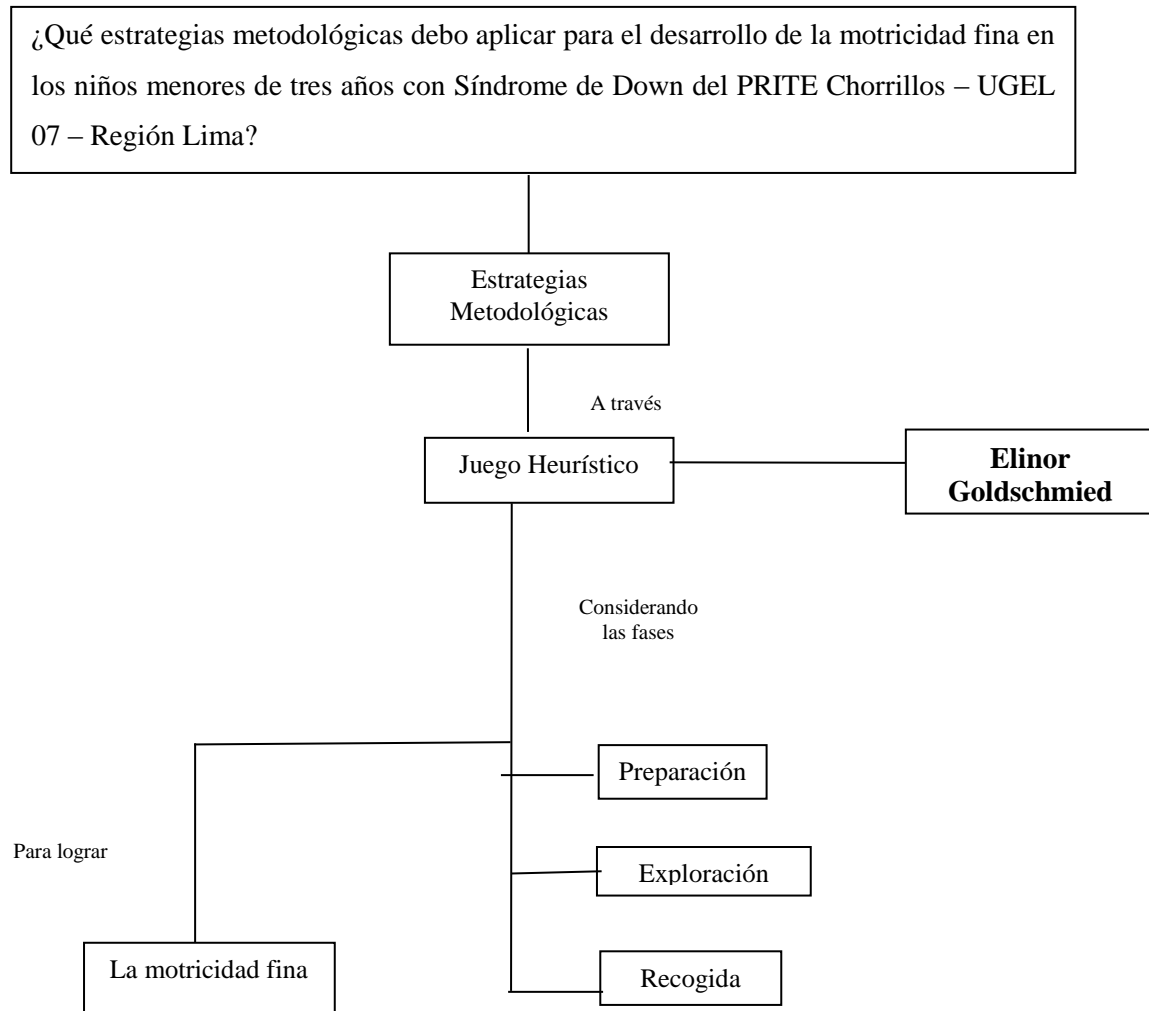 ¿Qué estrategias metodológicas debo aplicar para el desarrollo de la motricidad fina en
los niños menores de tres años con Síndrome de Down del PRITE Chorrillos – UGEL
07 – Región Lima?
Estrategias
Metodológicas
A través
Juego Heurístico
Elinor
Goldschmied
Considerando
las fases
Preparación
Para lograr
Exploración
La motricidad fina
Recogida